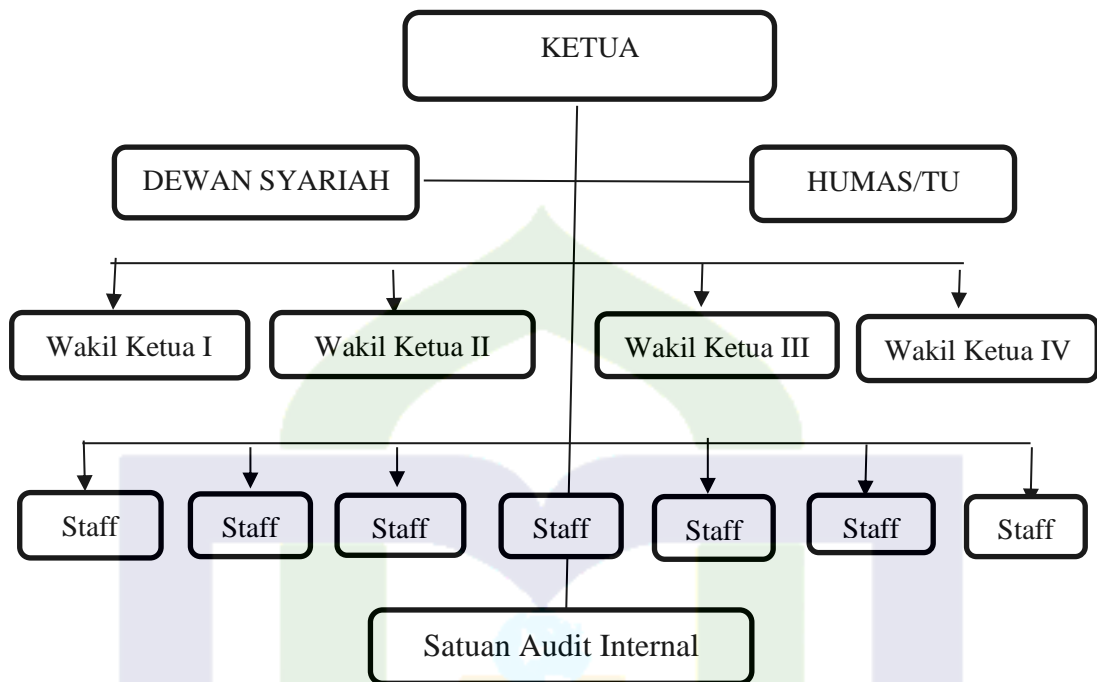 KETUA
DEWAN SYARIAH
HUMAS/TU
Wakil Ketua I
Wakil Ketua II
Wakil Ketua III
Wakil Ketua IV
Staff
Staff
Staff
Staff
Staff
Staff
Staff
Satuan Audit Internal